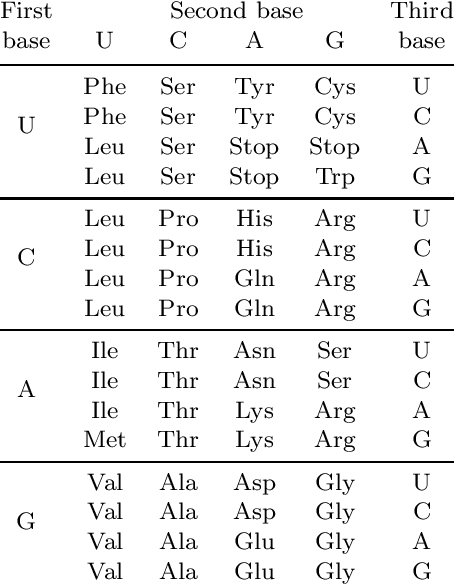 First Second base Third
base U C A G base
Phe Ser Tyr Cys U
Phe Ser Tyr Cys C
U
Leu Ser Stop Stop A
Leu Ser Stop Trp G
Leu Pro His Arg U
Leu Pro His Arg C
C
Leu Pro Gln Arg A
Leu Pro Gln Arg G
Ile Thr Asn Ser U
Ile Thr Asn Ser C
A
Ile Thr Lys Arg A
Met Thr Lys Arg G
Val Ala Asp Gly U
Val Ala Asp Gly C
G
Val Ala Glu Gly A
Val Ala Glu Gly G